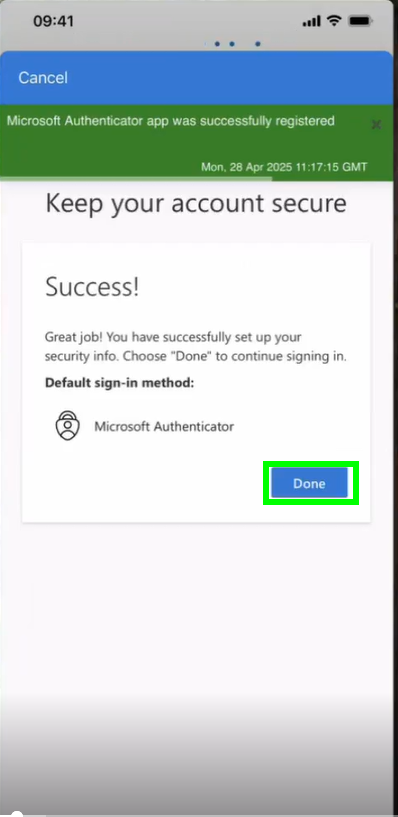 09:41
Cancel
Microsoft Authenticator app was successfully registered
Mon, 28 Apr 2025 11:17:15 GMT
Keep your account secure
Success!
Great job! You have successfully set up your
security info. Choose "Done" to continue signing in.
Default sign-in method:
Microsoft Authenticator
Done